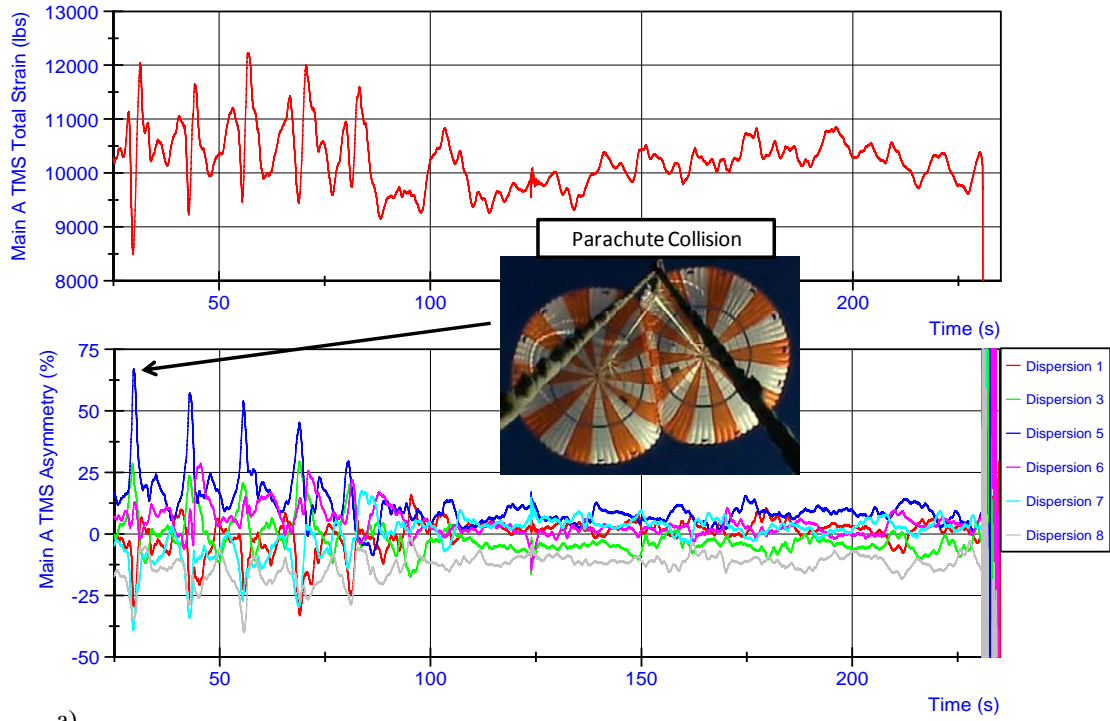 Main A TMS Total Strain (lbs)
13000
12000
11000
10000
9000
8000
50
100
200
Time (s)
Parachute Collision
Main A TMS Asymmetry (%)
75
50
25
0
-25
-50
50
100
150
200
Time (s)
Dispersion 1
Dispersion 3
Dispersion 5
Dispersion 6
Dispersion 7
Dispersion 8
a)